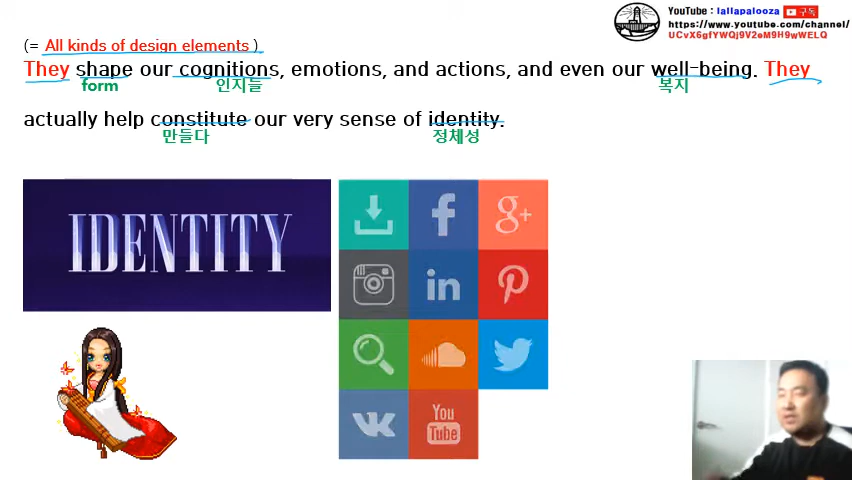 YouTube : lallapalooza 구독
https://www.youtube.com/channel/
UCvX6gfYWQj9V2eM9H9wWELQ
(= All kinds of design elements )
They shape our cognitions, emotions, and actions, and even our well-being. They
form 인지들 복지
actually help constitute our very sense of identity.
만들다 정체성
IDENTITY
f g+
in
You
Tube